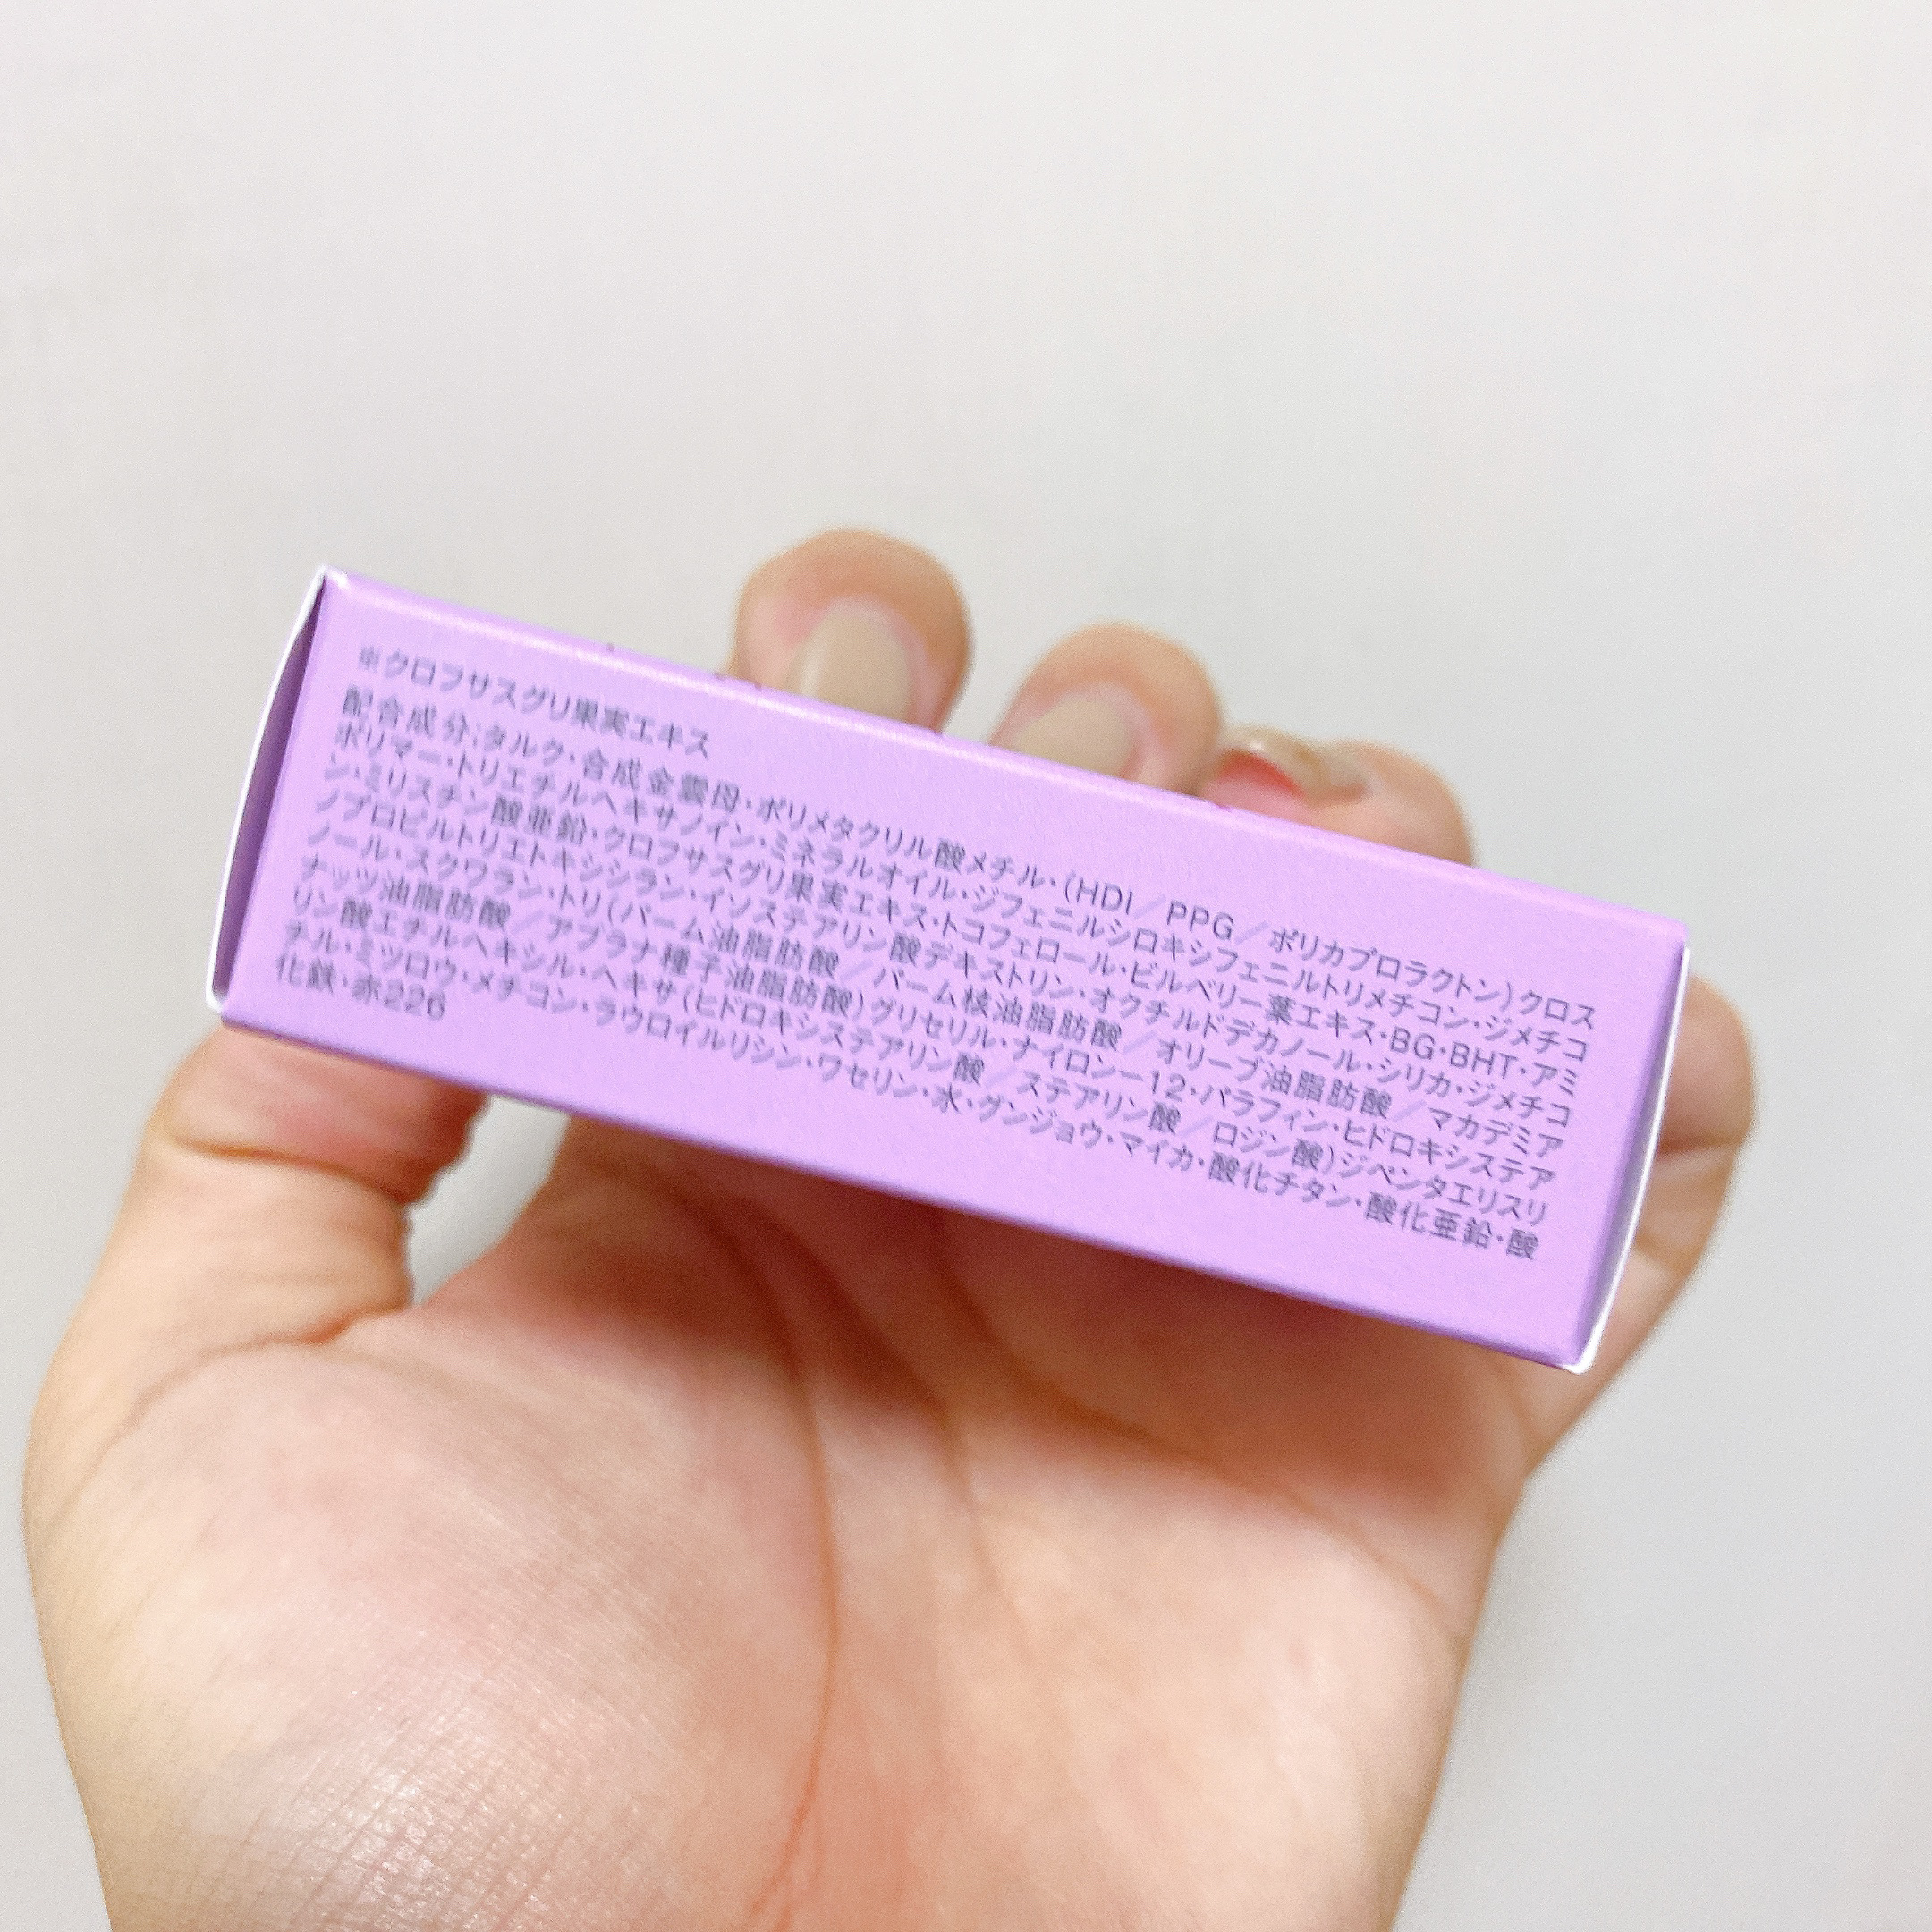 ※クロフサスグリ果実エキス
配合成分:タルク・合成金雲母・ポリメタクリル酸メチル・(HDI/PPG/ポリカプロラクトン)クロス
ポリマー・トリエチルヘキサノイン・ミネラルオイル・ジフェニルシロキシフェニルトリメチコン・ジメチコ
ン・ミリスチン酸亜鉛・クロフサスグリ果実エキス・トコフェロール・ビルベリー葉エキス・BG・BHT・アミ
ノプロピルトリエトキシシラン・イソステアリン酸デキストリン・オクチルドデカノール・シリカ・ジメチコ
ノール・スクワラン・トリ(パーム油脂肪酸/パーム核油脂肪酸/オリーブ油脂肪酸/マカデミア
ナッツ油脂肪酸/アブラナ種子油脂肪酸)グリセリル・ナイロン-12・パラフィン・ヒドロキシステア
リン酸エチルヘキシル・ヘキサ(ヒドロキシステアリン酸/ステアリン酸/ロジン酸)ジペンタエリスリ
チル・ミツロウ・メチコン・ラウロイルリシン・ワセリン・水・グンジョウ・マイカ・酸化チタン・酸化亜鉛・酸
化鉄・赤226